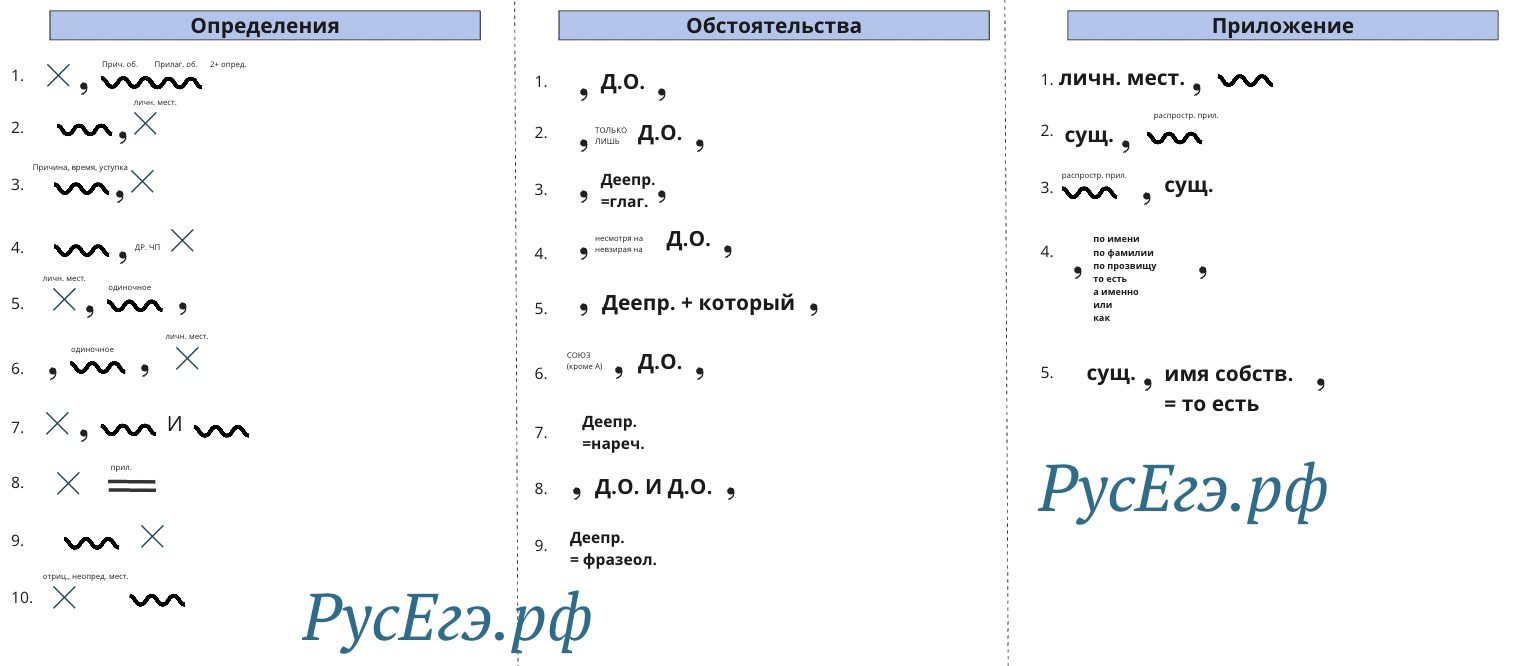 Определения
1. , Прич. об. Прилаг. об. 2+ опред.
2. , личн. мест.
3. Причина, время, уступка ,
4. , ДР. ЧП
5. личн. мест. , одиночное ,
6. , одиночное , личн. мест.
7. , И
8. прил.
9.
10. отриц., неопред. мест.
Обстоятельства
1. , Д.О. ,
2. , ТОЛЬКО Д.О. ,
ЛИШЬ
3. , Деепр. ,
=глаг.
4. , несмотря на Д.О. ,
невзирая на
5. , Деепр. + который ,
6. СОЮЗ , Д.О. ,
(кроме А)
7. Деепр.
=нареч.
8. , Д.О. И Д.О. ,
9. Деепр.
= фразеол.
Приложение
1. личн. мест. ,
2. сущ. , распростр. прил.
3. распростр. прил. , сущ.
4. , по имени ,
по фамилии
по прозвищу
то есть
а именно
или
как
5. сущ. , имя собств. ,
= то есть
РусЕгэ.рф
РусЕгэ.рф